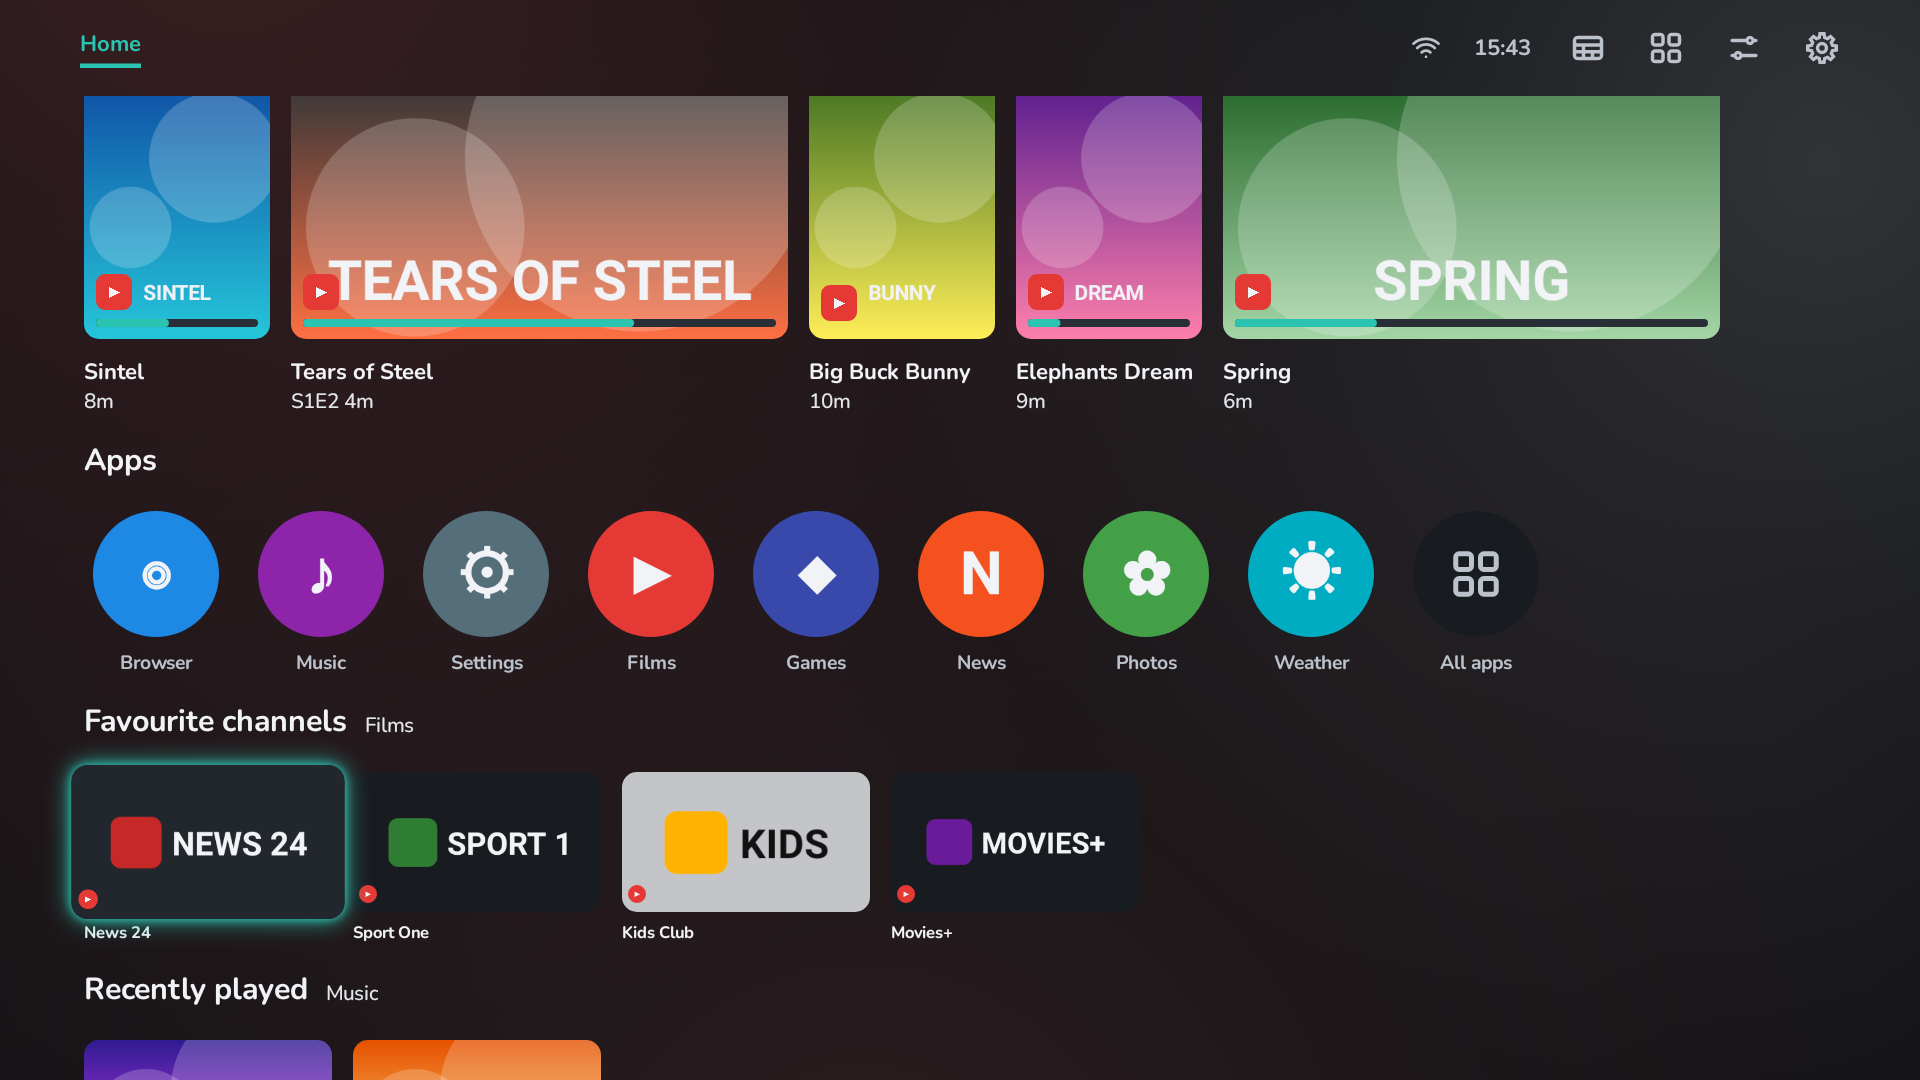 Home
15:43
SINTEL
TEARS OF STEEL
BUNNY
DREAM
SPRING
Sintel
8m
Tears of Steel
S1E2 4m
Big Buck Bunny
10m
Elephants Dream
9m
Spring
6m
Apps
N
Browser
Music
Settings
Films
Games
News
Photos
Weather
All apps
Favourite channels Films
NEWS 24
SPORT 1
KIDS
MOVIES+
News 24
Sport One
Kids Club
Movies+
Recently played Music